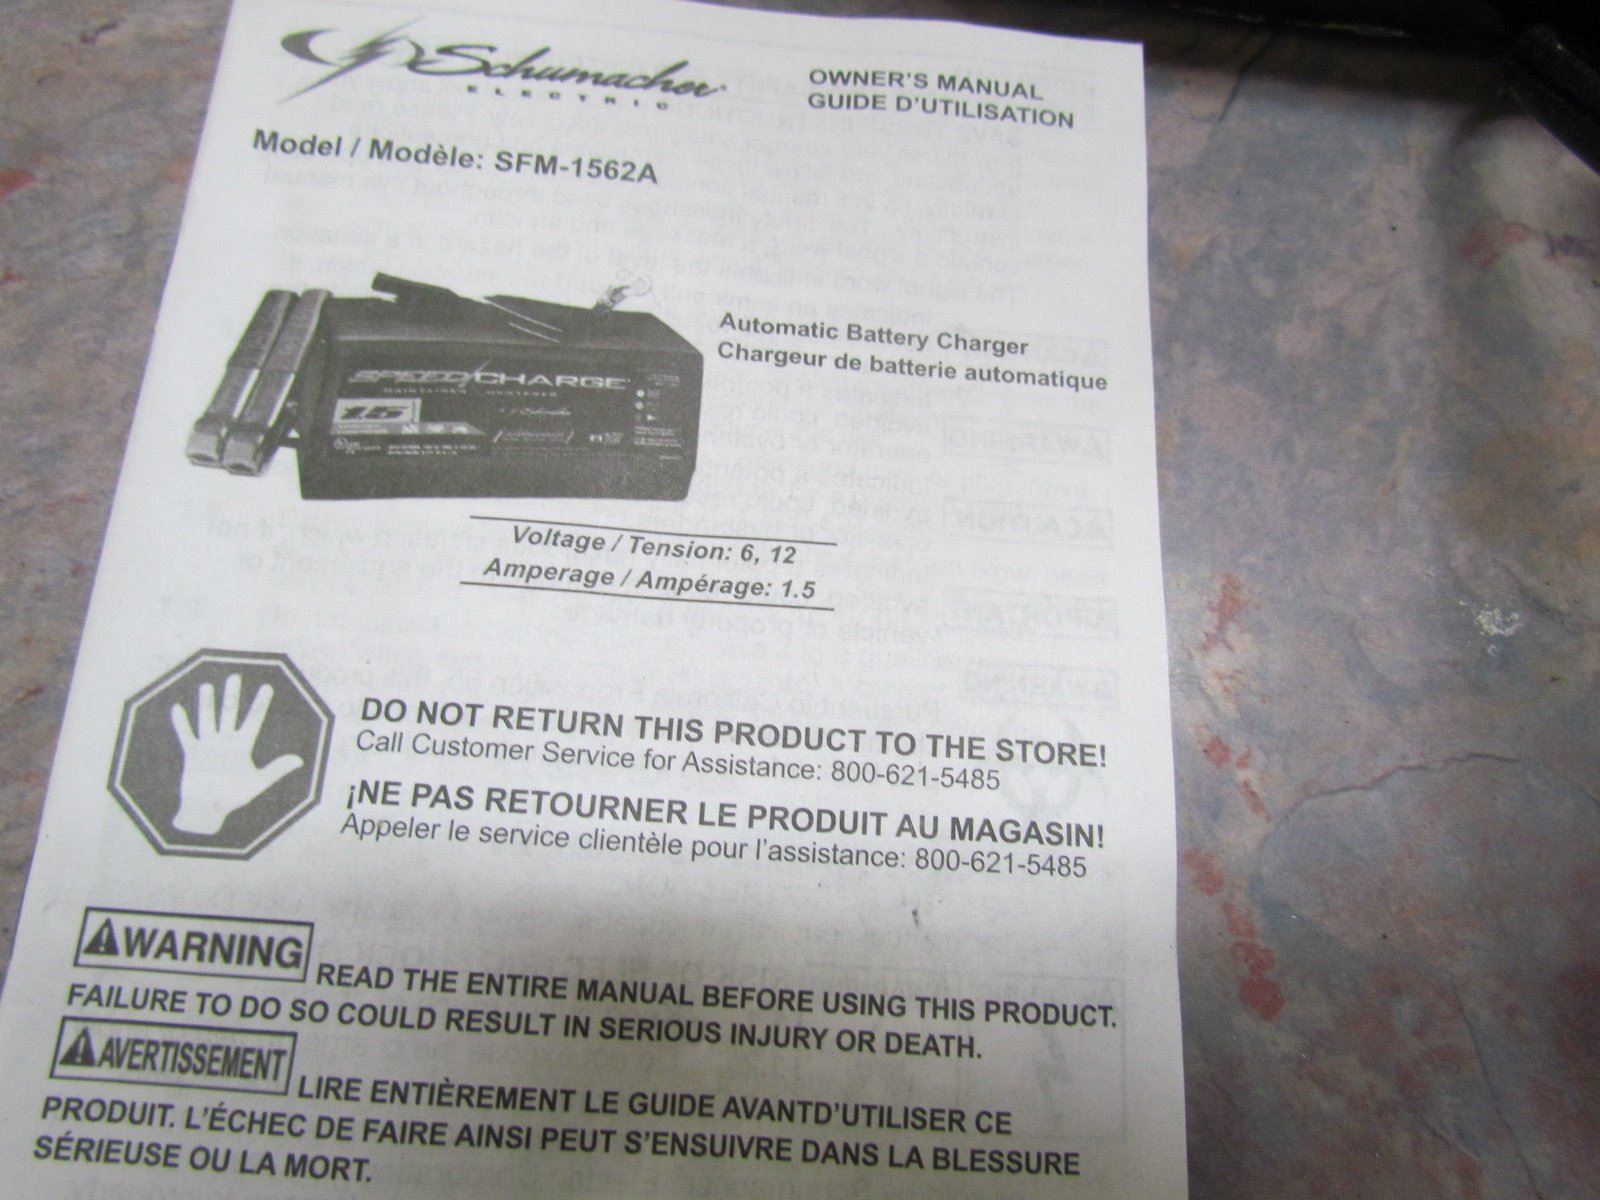 Schumacher
ELECTRIC
OWNER'S MANUAL
GUIDE D'UTILISATION
Model / Modèle: SFM-1562A
SPEED CHARGE
1.5
Automatic Battery Charger
Chargeur de batterie automatique
Voltage / Tension: 6, 12
Amperage / Ampérage: 1.5
DO NOT RETURN THIS PRODUCT TO THE STORE!
Call Customer Service for Assistance: 800-621-5485
¡NE PAS RETOURNER LE PRODUIT AU MAGASIN!
Appeler le service clientèle pour l'assistance: 800-621-5485
WARNING READ THE ENTIRE MANUAL BEFORE USING THIS PRODUCT.
FAILURE TO DO SO COULD RESULT IN SERIOUS INJURY OR DEATH.
AVERTISSEMENT LIRE ENTIÈREMENT LE GUIDE AVANTD'UTILISER CE
PRODUIT. L'ÉCHEC DE FAIRE AINSI PEUT S'ENSUIVRE DANS LA BLESSURE
SÉRIEUSE OU LA MORT.